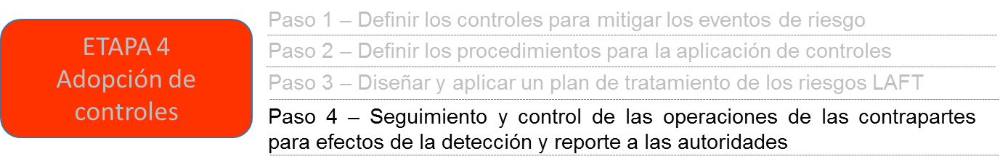 ETAPA 4
Adopción de
controles
Paso 1 – Definir los controles para mitigar los eventos de riesgo
Paso 2 – Definir los procedimientos para la aplicación de controles
Paso 3 – Diseñar y aplicar un plan de tratamiento de los riesgos LAFT
Paso 4 – Seguimiento y control de las operaciones de las contrapartes
para efectos de la detección y reporte a las autoridades